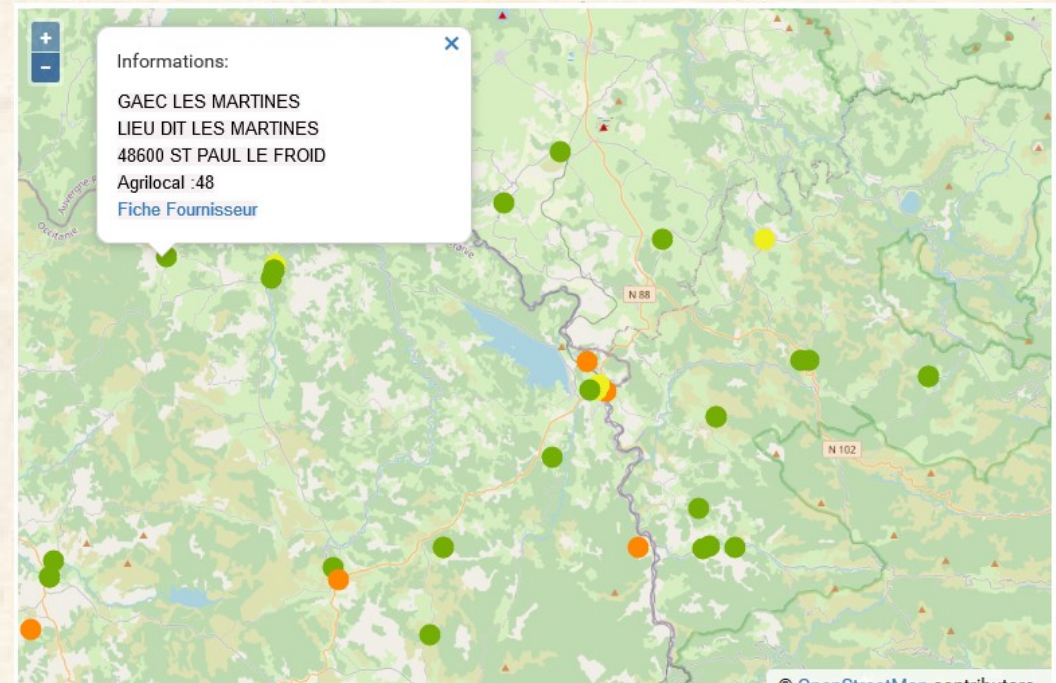 +
−
×
Informations:
GAEC LES MARTINES
LIEU DIT LES MARTINES
48600 ST PAUL LE FROID
Agrilocal :48
Fiche Fournisseur
Occitanie
N 88
N 102
© OpenStreetMap contributors